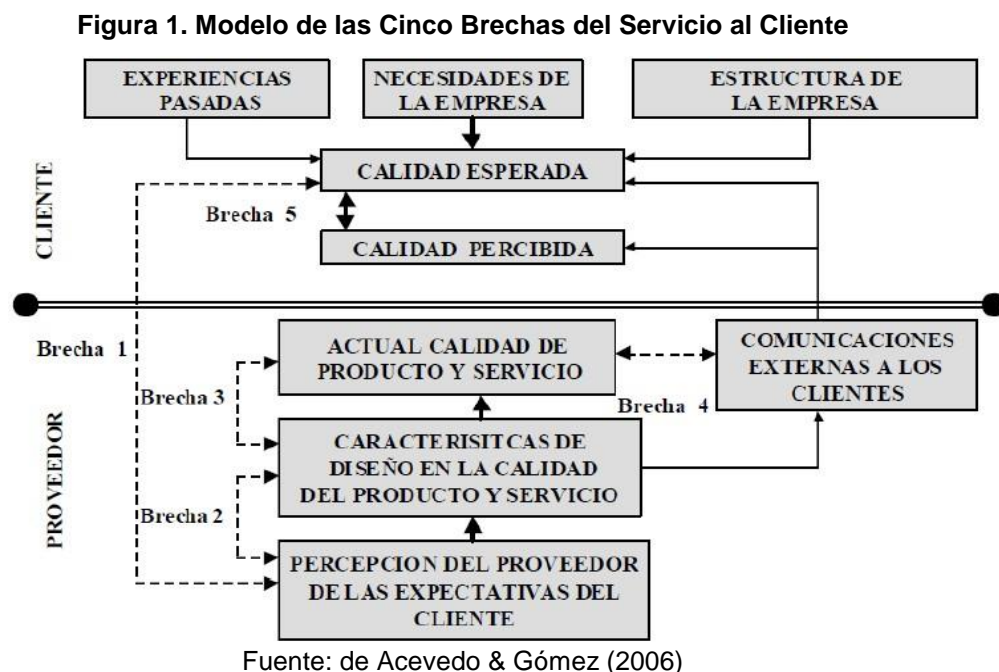 Figura 1. Modelo de las Cinco Brechas del Servicio al Cliente
EXPERIENCIAS
PASADAS
NECESIDADES DE
LA EMPRESA
ESTRUCTURA DE
LA EMPRESA
CLIENTE
CALIDAD ESPERADA
Brecha 5
CALIDAD PERCIBIDA
PROVEEDOR
Brecha 1
ACTUAL CALIDAD DE
PRODUCTO Y SERVICIO
COMUNICACIONES
EXTERNAS A LOS
CLIENTES
Brecha 3
Brecha 4
CARACTERISITCAS DE
DISEÑO EN LA CALIDAD
DEL PRODUCTO Y SERVICIO
Brecha 2
PERCEPCION DEL PROVEEDOR
DE LAS EXPECTATIVAS DEL
CLIENTE
Fuente: de Acevedo & Gómez (2006)